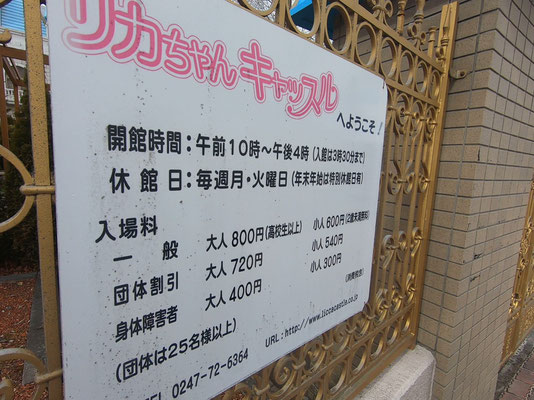 リカちゃんキャッスル
へようこそ！
開館時間：午前10時～午後4時（入館は3時30分まで）
休館日：毎週月・火曜日（年末年始は特別休館日有）
入場料
一般 大人800円（高校生以上） 小人600円（2歳未満無料）
団体割引 大人720円 小人540円
身体障害者 大人400円 小人300円
（団体は25名様以上）
URL：http://www.liccacastle.co.jp
TEL 0247-72-6364